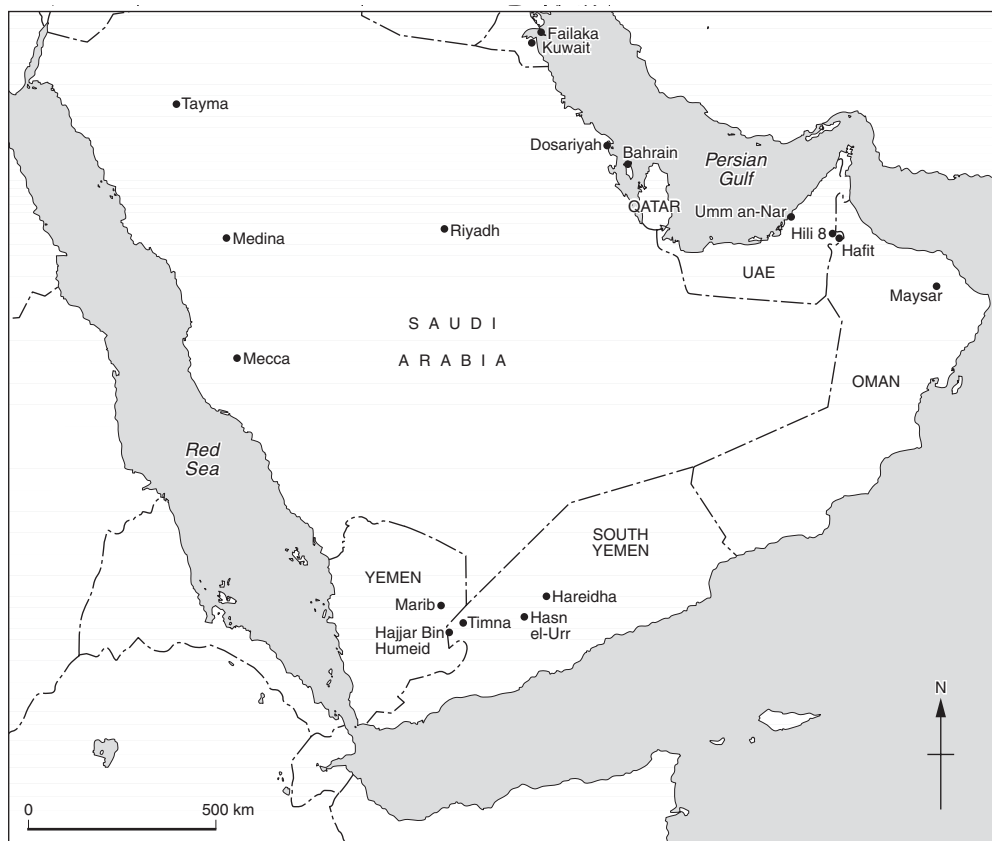 Failaka
Kuwait
Tayma
Dosariyah
Bahrain
Persian
Gulf
QATAR
Umm an-Nar
Medina
Riyadh
Hili 8
Hafit
UAE
Maysar
S A U D I
A R A B I A
Mecca
OMAN
Red
Sea
SOUTH
YEMEN
YEMEN
Hareidha
Marib
Timna
Hasn
el-Urr
Hajjar Bin
Humeid
N
0 500 km